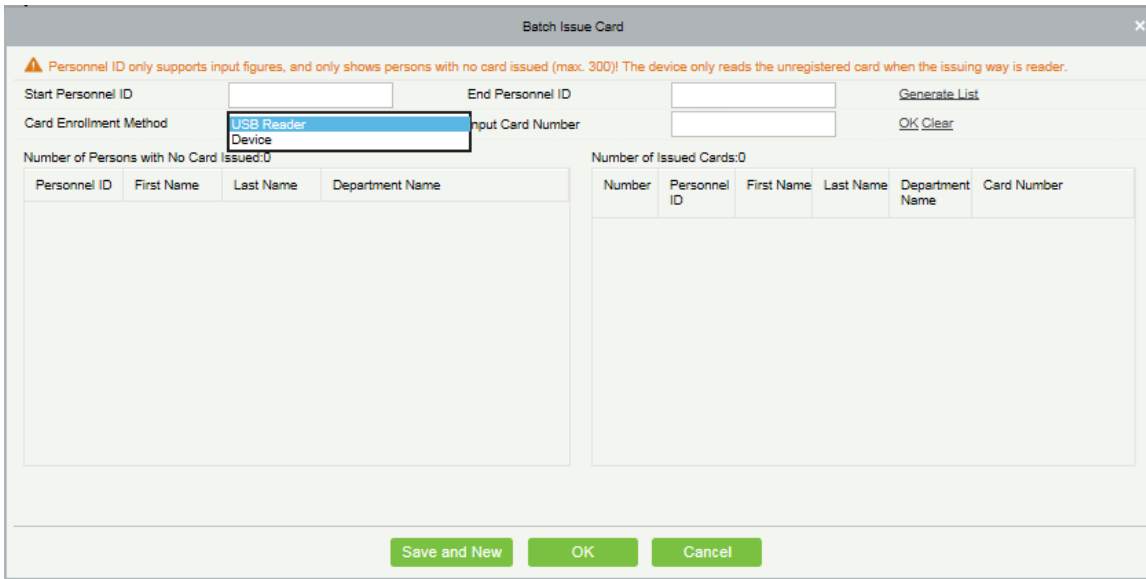 Batch Issue Card
Personnel ID only supports input figures, and only shows persons with no card issued (max. 300)! The device only reads the unregistered card when the issuing way is reader.
Start Personnel ID End Personnel ID Generate List
Card Enrollment Method USB Reader nput Card Number OK Clear
Device
Number of Persons with No Card Issued:0 Number of Issued Cards:0
Personnel ID First Name Last Name Department Name Number Personnel ID First Name Last Name Department Name Card Number
Save and New OK Cancel